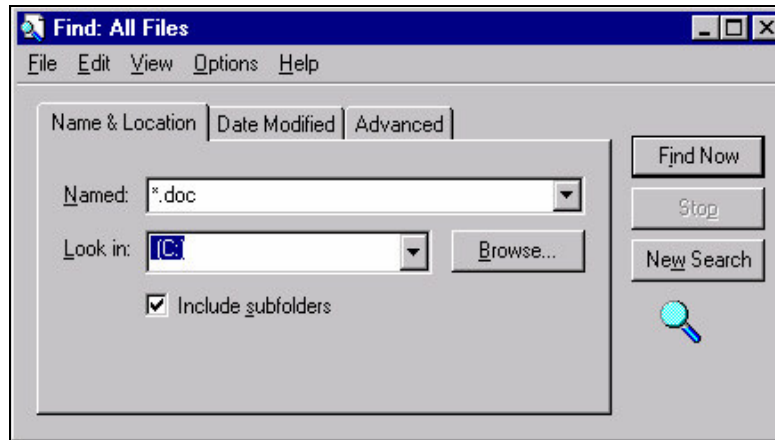 Find: All Files
File Edit View Options Help
Name & Location Date Modified Advanced
Find Now
Named: *.doc
Stop
Look in: (C:)
Browse...
New Search
Include subfolders